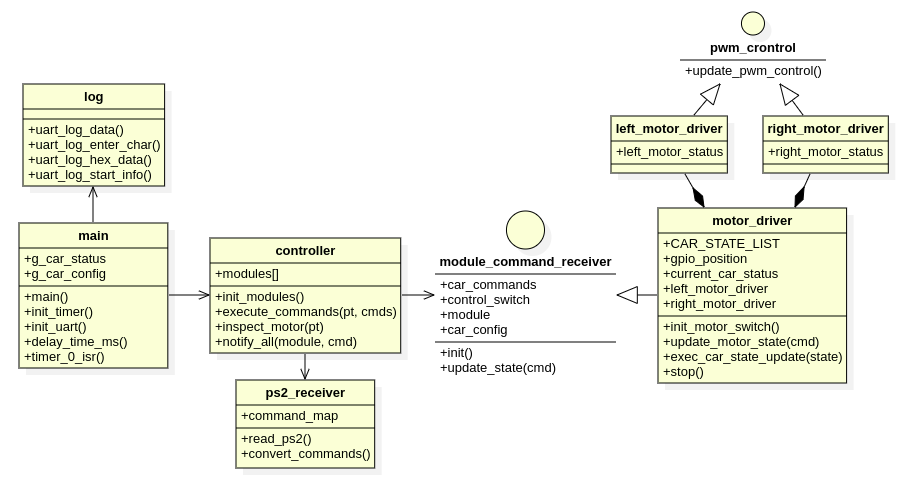 pwm_crontrol
+update_pwm_control()
log
+uart_log_data()
+uart_log_enter_char()
+uart_log_hex_data()
+uart_log_start_info()
left_motor_driver
+left_motor_status
right_motor_driver
+right_motor_status
main
+g_car_status
+g_car_config
+main()
+init_timer()
+init_uart()
+delay_time_ms()
+timer_0_isr()
controller
+modules[]
+init_modules()
+execute_commands(pt, cmds)
+inspect_motor(pt)
+notify_all(module, cmd)
module_command_receiver
+car_commands
+control_switch
+module
+car_config
+init()
+update_state(cmd)
motor_driver
+CAR_STATE_LIST
+gpio_position
+current_car_status
+left_motor_driver
+right_motor_driver
+init_motor_switch()
+update_motor_state(cmd)
+exec_car_state_update(state)
+stop()
ps2_receiver
+command_map
+read_ps2()
+convert_commands()